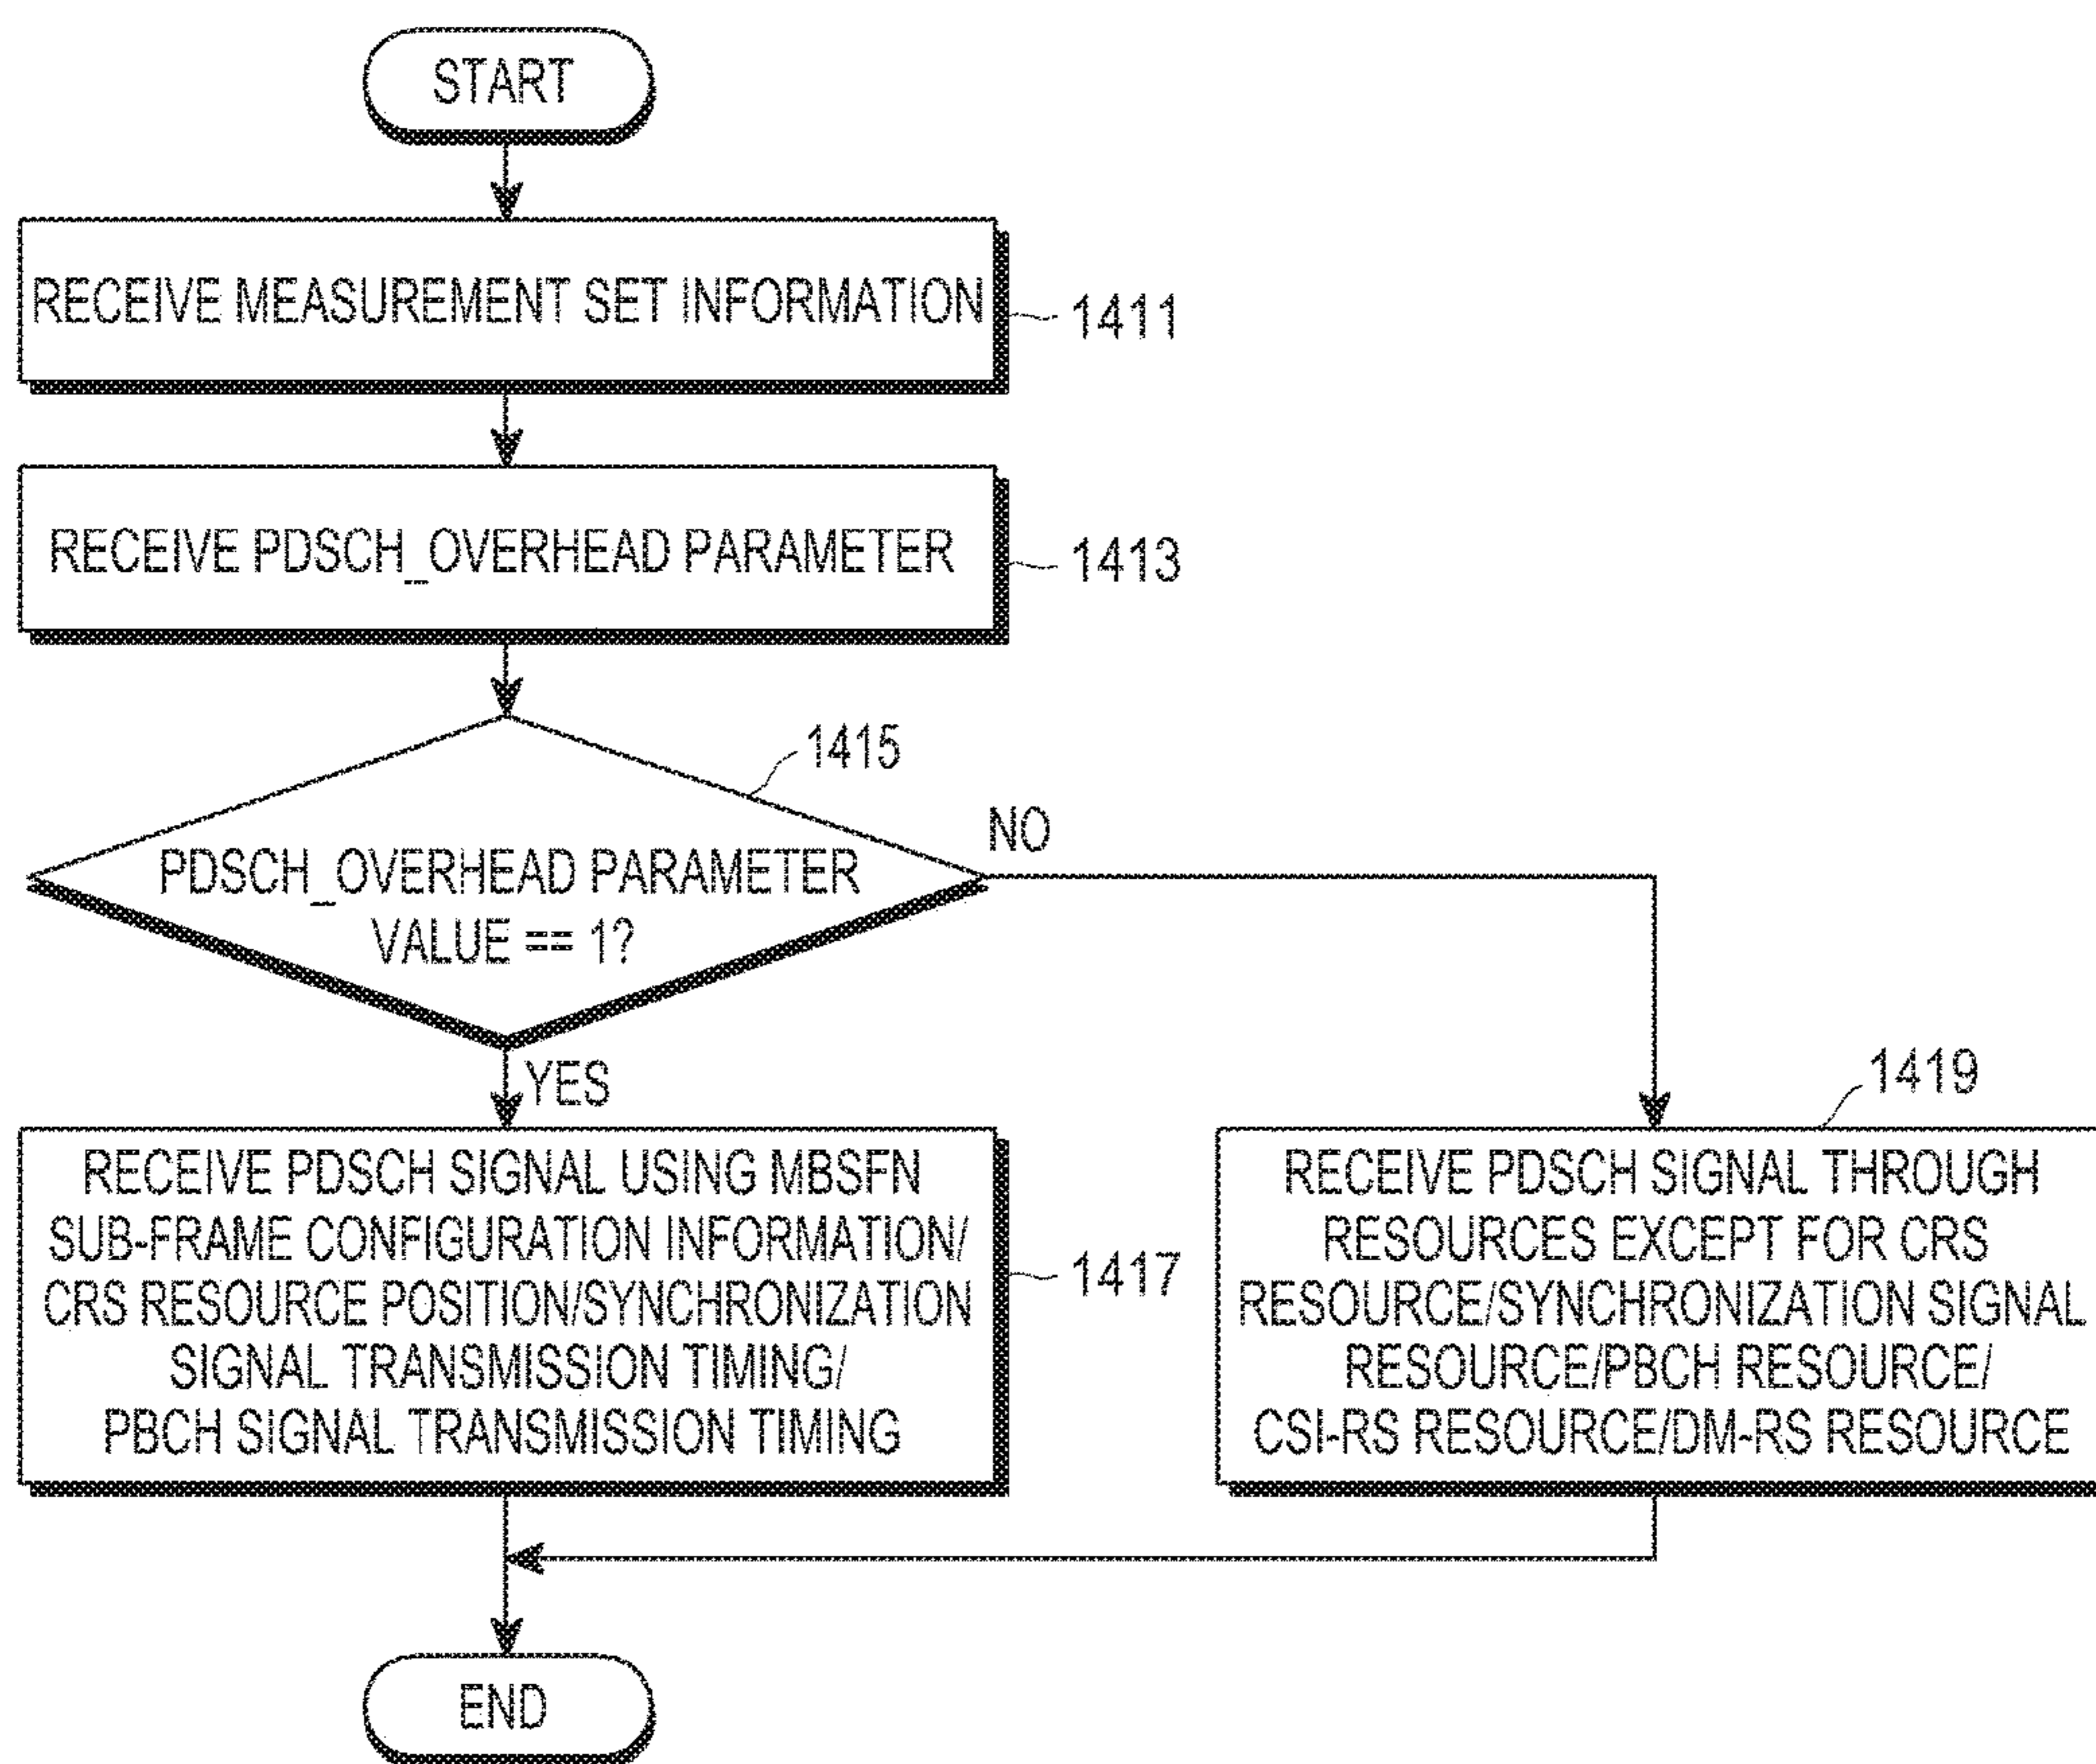 START
RECEIVE MEASUREMENT SET INFORMATION
1411
RECEIVE PDSCH_OVERHEAD PARAMETER
1413
1415
PDSCH_OVERHEAD PARAMETER
VALUE == 1?
NO
YES
RECEIVE PDSCH SIGNAL USING MBSFN
SUB-FRAME CONFIGURATION INFORMATION/
CRS RESOURCE POSITION/SYNCHRONIZATION
SIGNAL TRANSMISSION TIMING/
PBCH SIGNAL TRANSMISSION TIMING
1417
1419
RECEIVE PDSCH SIGNAL THROUGH
RESOURCES EXCEPT FOR CRS
RESOURCE/SYNCHRONIZATION SIGNAL
RESOURCE/PBCH RESOURCE/
CSI-RS RESOURCE/DM-RS RESOURCE
END